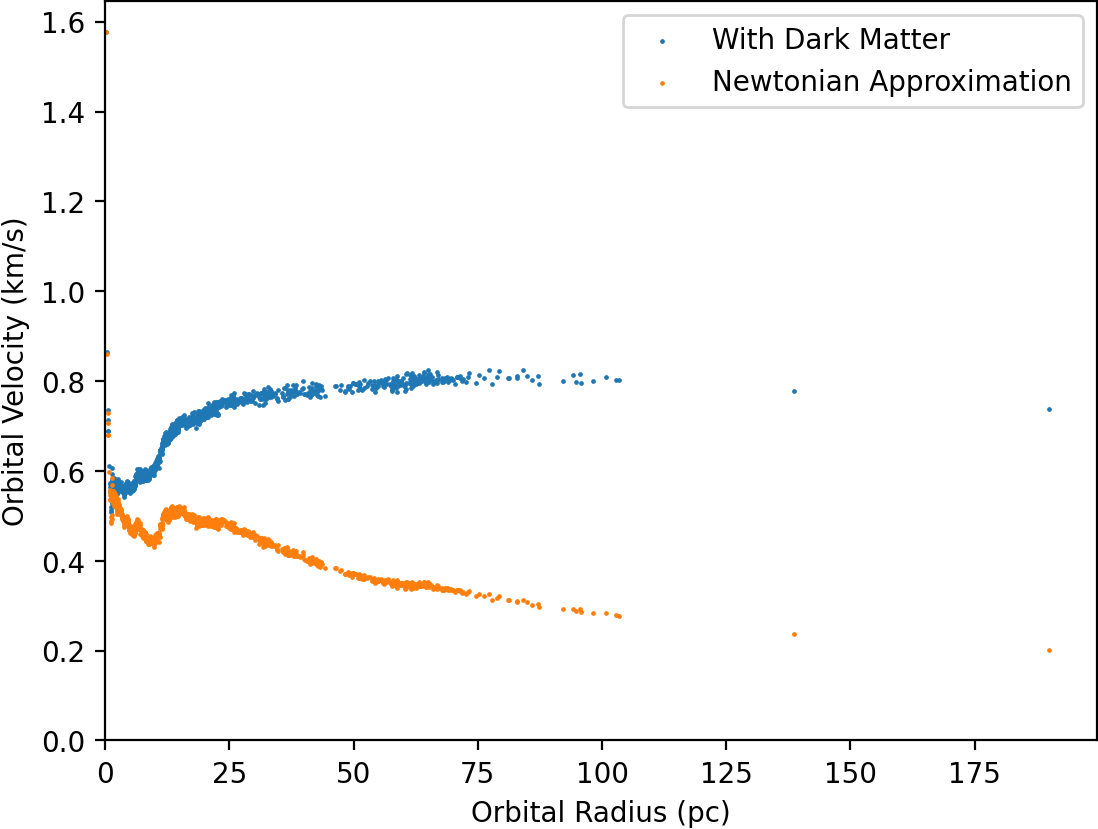 With Dark Matter
Newtonian Approximation
Orbital Velocity (km/s)
1.6
1.4
1.2
1.0
0.8
0.6
0.4
0.2
0.0
0 25 50 75 100 125 150 175
Orbital Radius (pc)